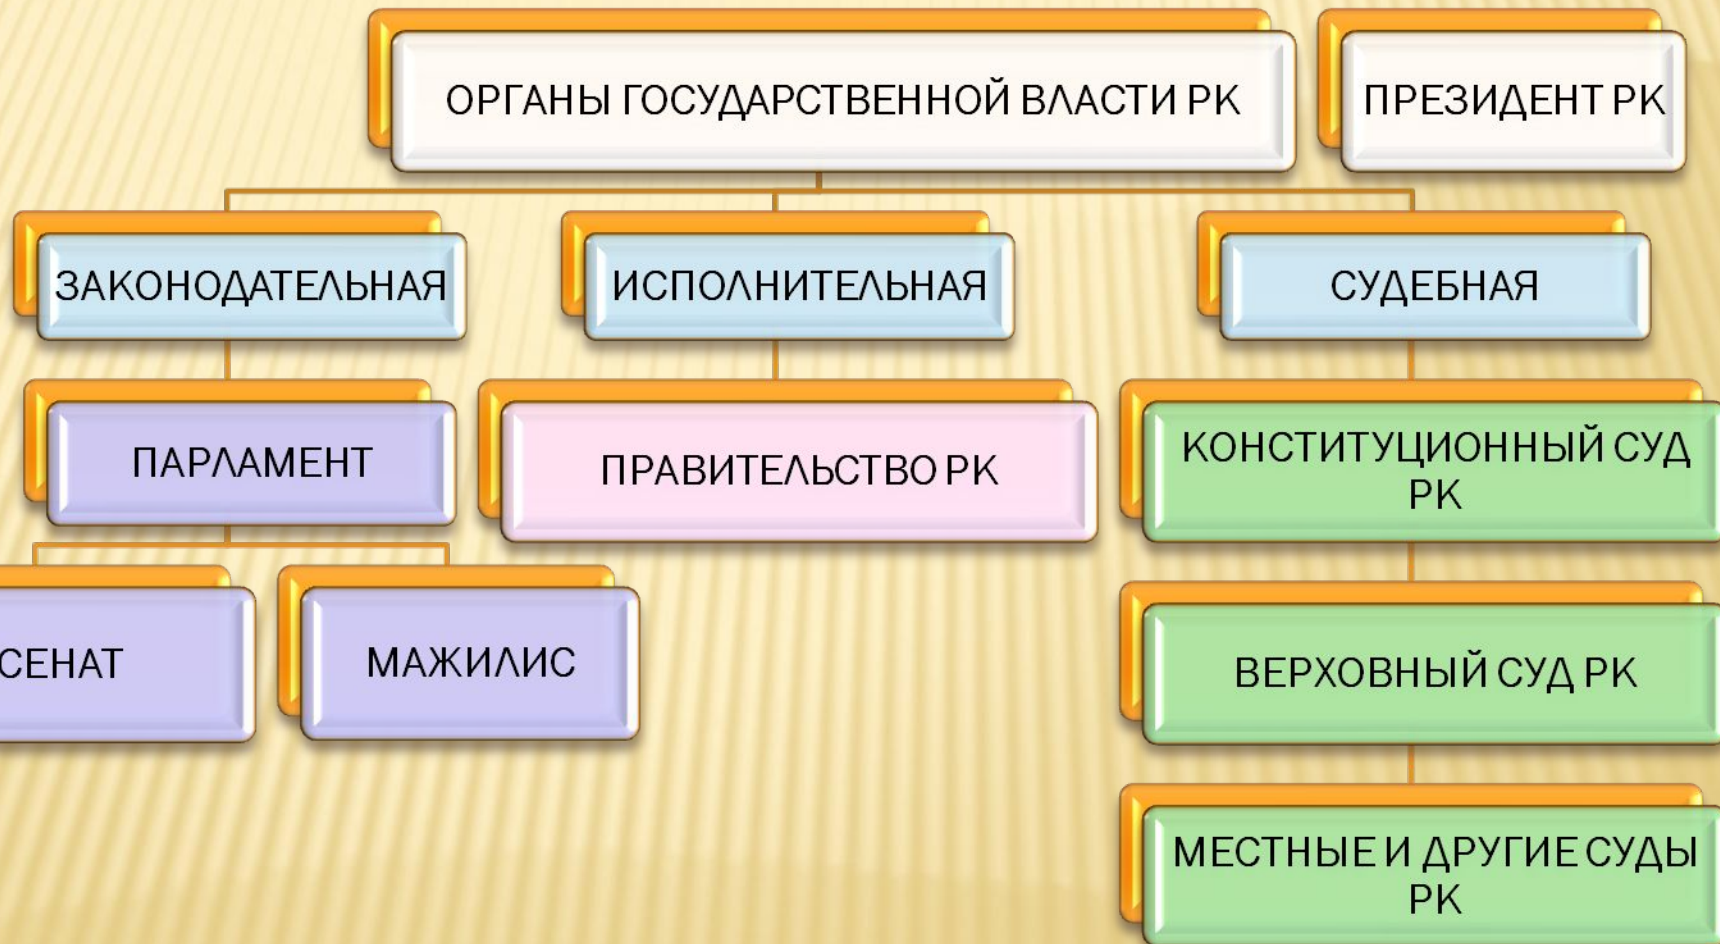 ОРГАНЫ ГОСУДАРСТВЕННОЙ ВЛАСТИ РК
ПРЕЗИДЕНТ РК
ЗАКОНОДАТЕЛЬНАЯ
ИСПОЛНИТЕЛЬНАЯ
СУДЕБНАЯ
ПАРЛАМЕНТ
ПРАВИТЕЛЬСТВО РК
КОНСТИТУЦИОННЫЙ СУД
РК
СЕНАТ
МАЖИЛИС
ВЕРХОВНЫЙ СУД РК
МЕСТНЫЕ И ДРУГИЕ СУДЫ
РК